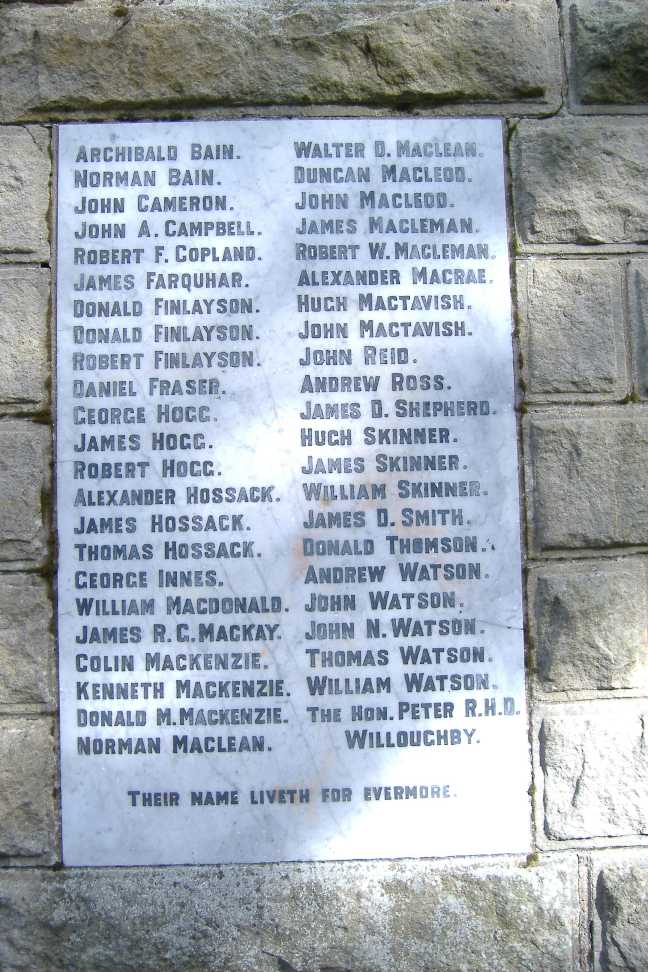 ARCHIBALD BAIN.
NORMAN BAIN.
JOHN CAMERON.
JOHN A. CAMPBELL.
ROBERT F. COPLAND.
JAMES FARQUHAR.
DONALD FINLAYSON.
DONALD FINLAYSON.
ROBERT FINLAYSON.
DANIEL FRASER.
GEORGE HOGG.
JAMES HOGG.
ROBERT HOGG.
ALEXANDER HOSSACK.
JAMES HOSSACK.
THOMAS HOSSACK.
GEORGE INNES.
WILLIAM MACDONALD.
JAMES R. G. MACKAY.
COLIN MACKENZIE.
KENNETH MACKENZIE.
DONALD M. MACKENZIE.
NORMAN MACLEAN.
WALTER D. MACLEAN.
DUNCAN MACLEOD.
JOHN MACLEOD.
JAMES MACLEMAN.
ROBERT W. MACLEMAN.
ALEXANDER MACRAE.
HUGH MACTAVISH.
JOHN MACTAVISH.
JOHN REID.
ANDREW ROSS.
JAMES D. SHEPHERD.
HUGH SKINNER.
JAMES SKINNER.
WILLIAM SKINNER.
JAMES D. SMITH.
DONALD THOMSON.
ANDREW WATSON.
JOHN WATSON.
JOHN N. WATSON.
THOMAS WATSON.
WILLIAM WATSON.
THE HON. PETER R.H.D.
WILLOUGHBY.
THEIR NAME LIVETH FOR EVERMORE.